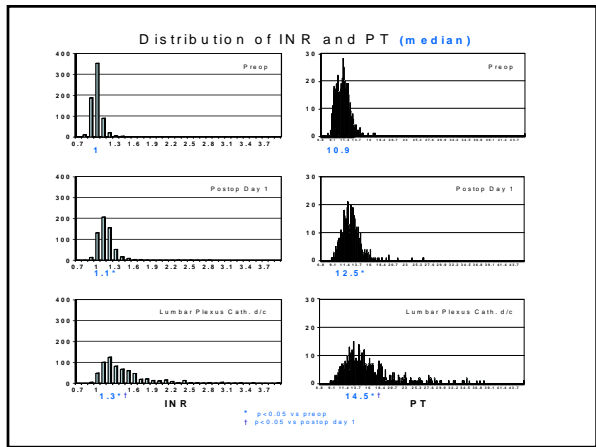 Distribution of INR and PT (median)
400
300
200
100
0
Preop
0.7 1 1.3 1.6 1.9 2.2 2.5 2.8 3.1 3.4 3.7
1
30
20
10
0
Preop
10.9
400
300
200
100
0
Postop Day 1
0.7 1 1.3 1.6 1.9 2.2 2.5 2.8 3.1 3.4 3.7
1.1*
30
20
10
0
Postop Day 1
12.5*
400
300
200
100
0
Lumbar Plexus Cath. d/c
0.7 1 1.3 1.6 1.9 2.2 2.5 2.8 3.1 3.4 3.7
1.3*†
INR
30
20
10
0
Lumbar Plexus Cath. d/c
14.5*†
PT
* p<0.05 vs preop
† p<0.05 vs postop day 1